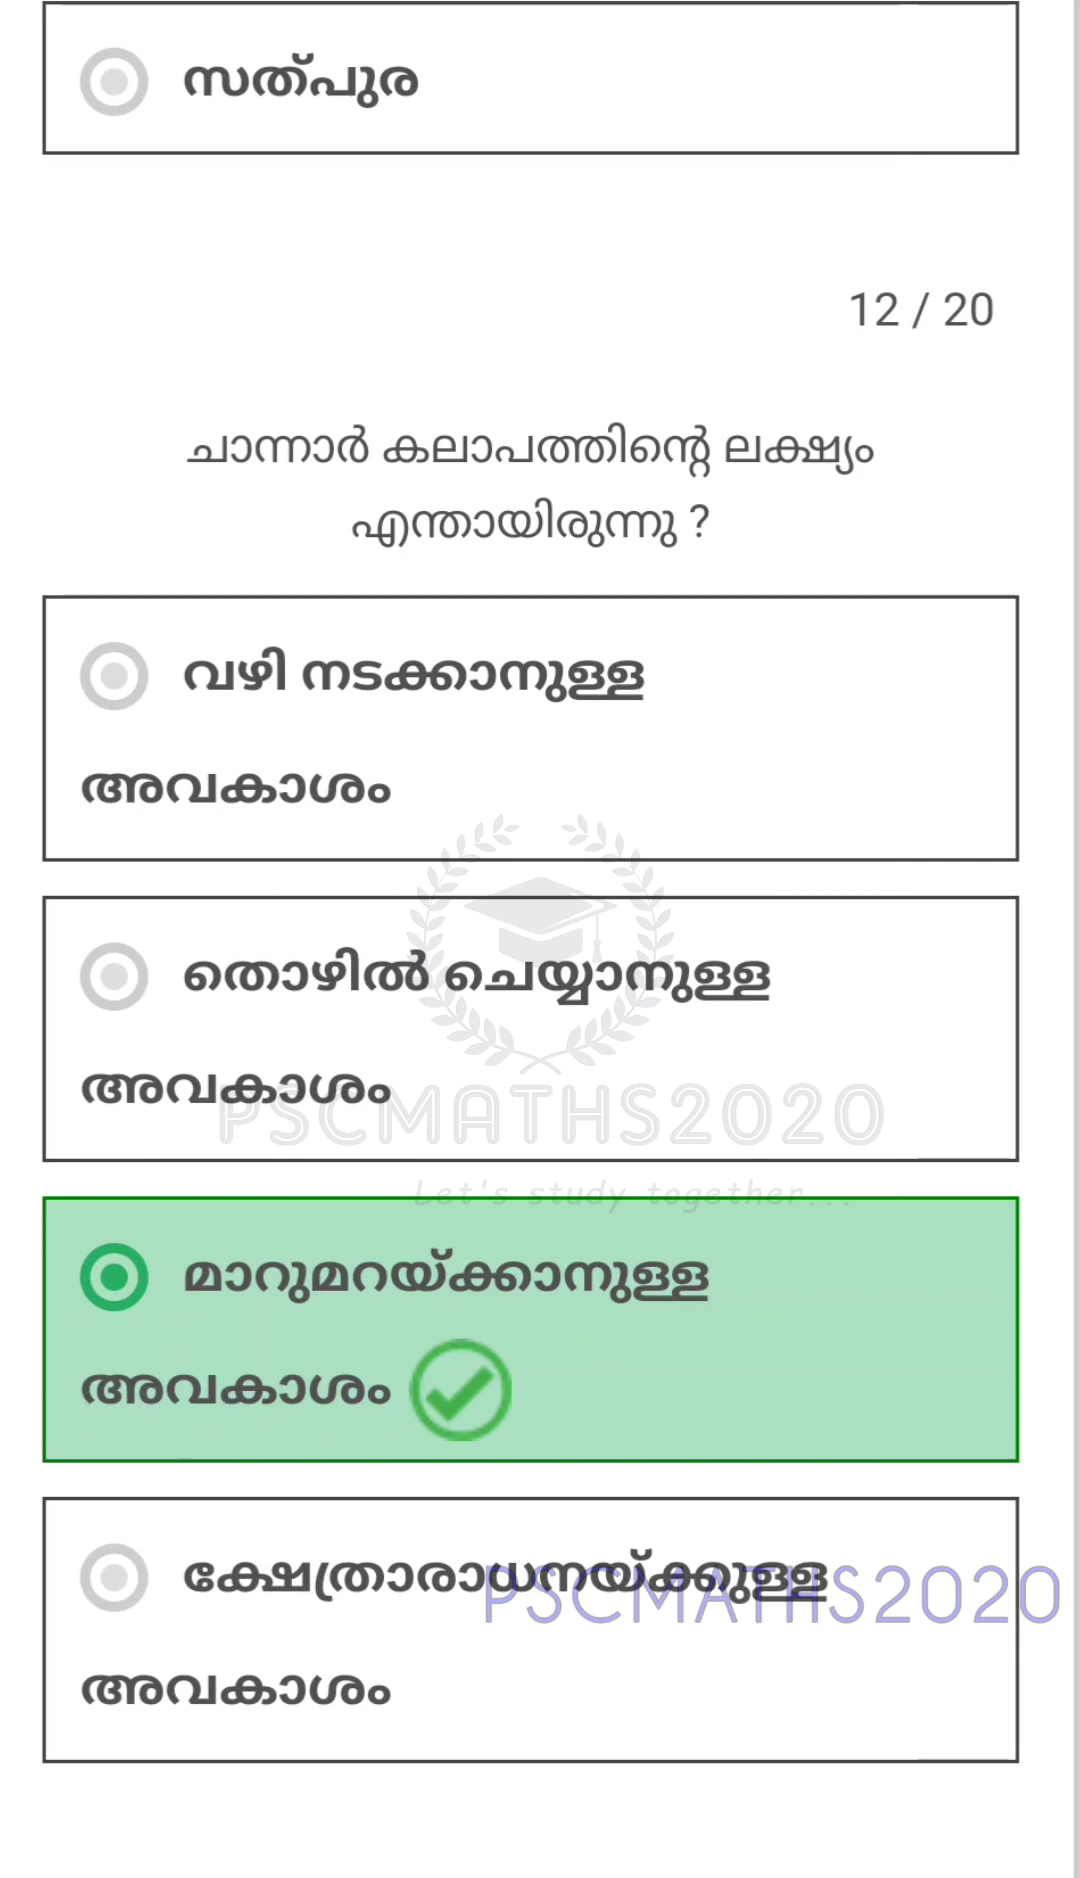 സത്പുര
12 / 20
ചാന്നാർ കലാപത്തിന്റെ ലക്ഷ്യം
എന്തായിരുന്നു ?
വഴി നടക്കാനുള്ള
അവകാശം
തൊഴിൽ ചെയ്യാനുള്ള
അവകാശം
PSCMATHS2020
Let's study together...
മാറുമറയ്ക്കാനുള്ള
അവകാശം
ക്ഷേത്രാരാധനയ്ക്കുള്ള
PSCMATHS2020
അവകാശം